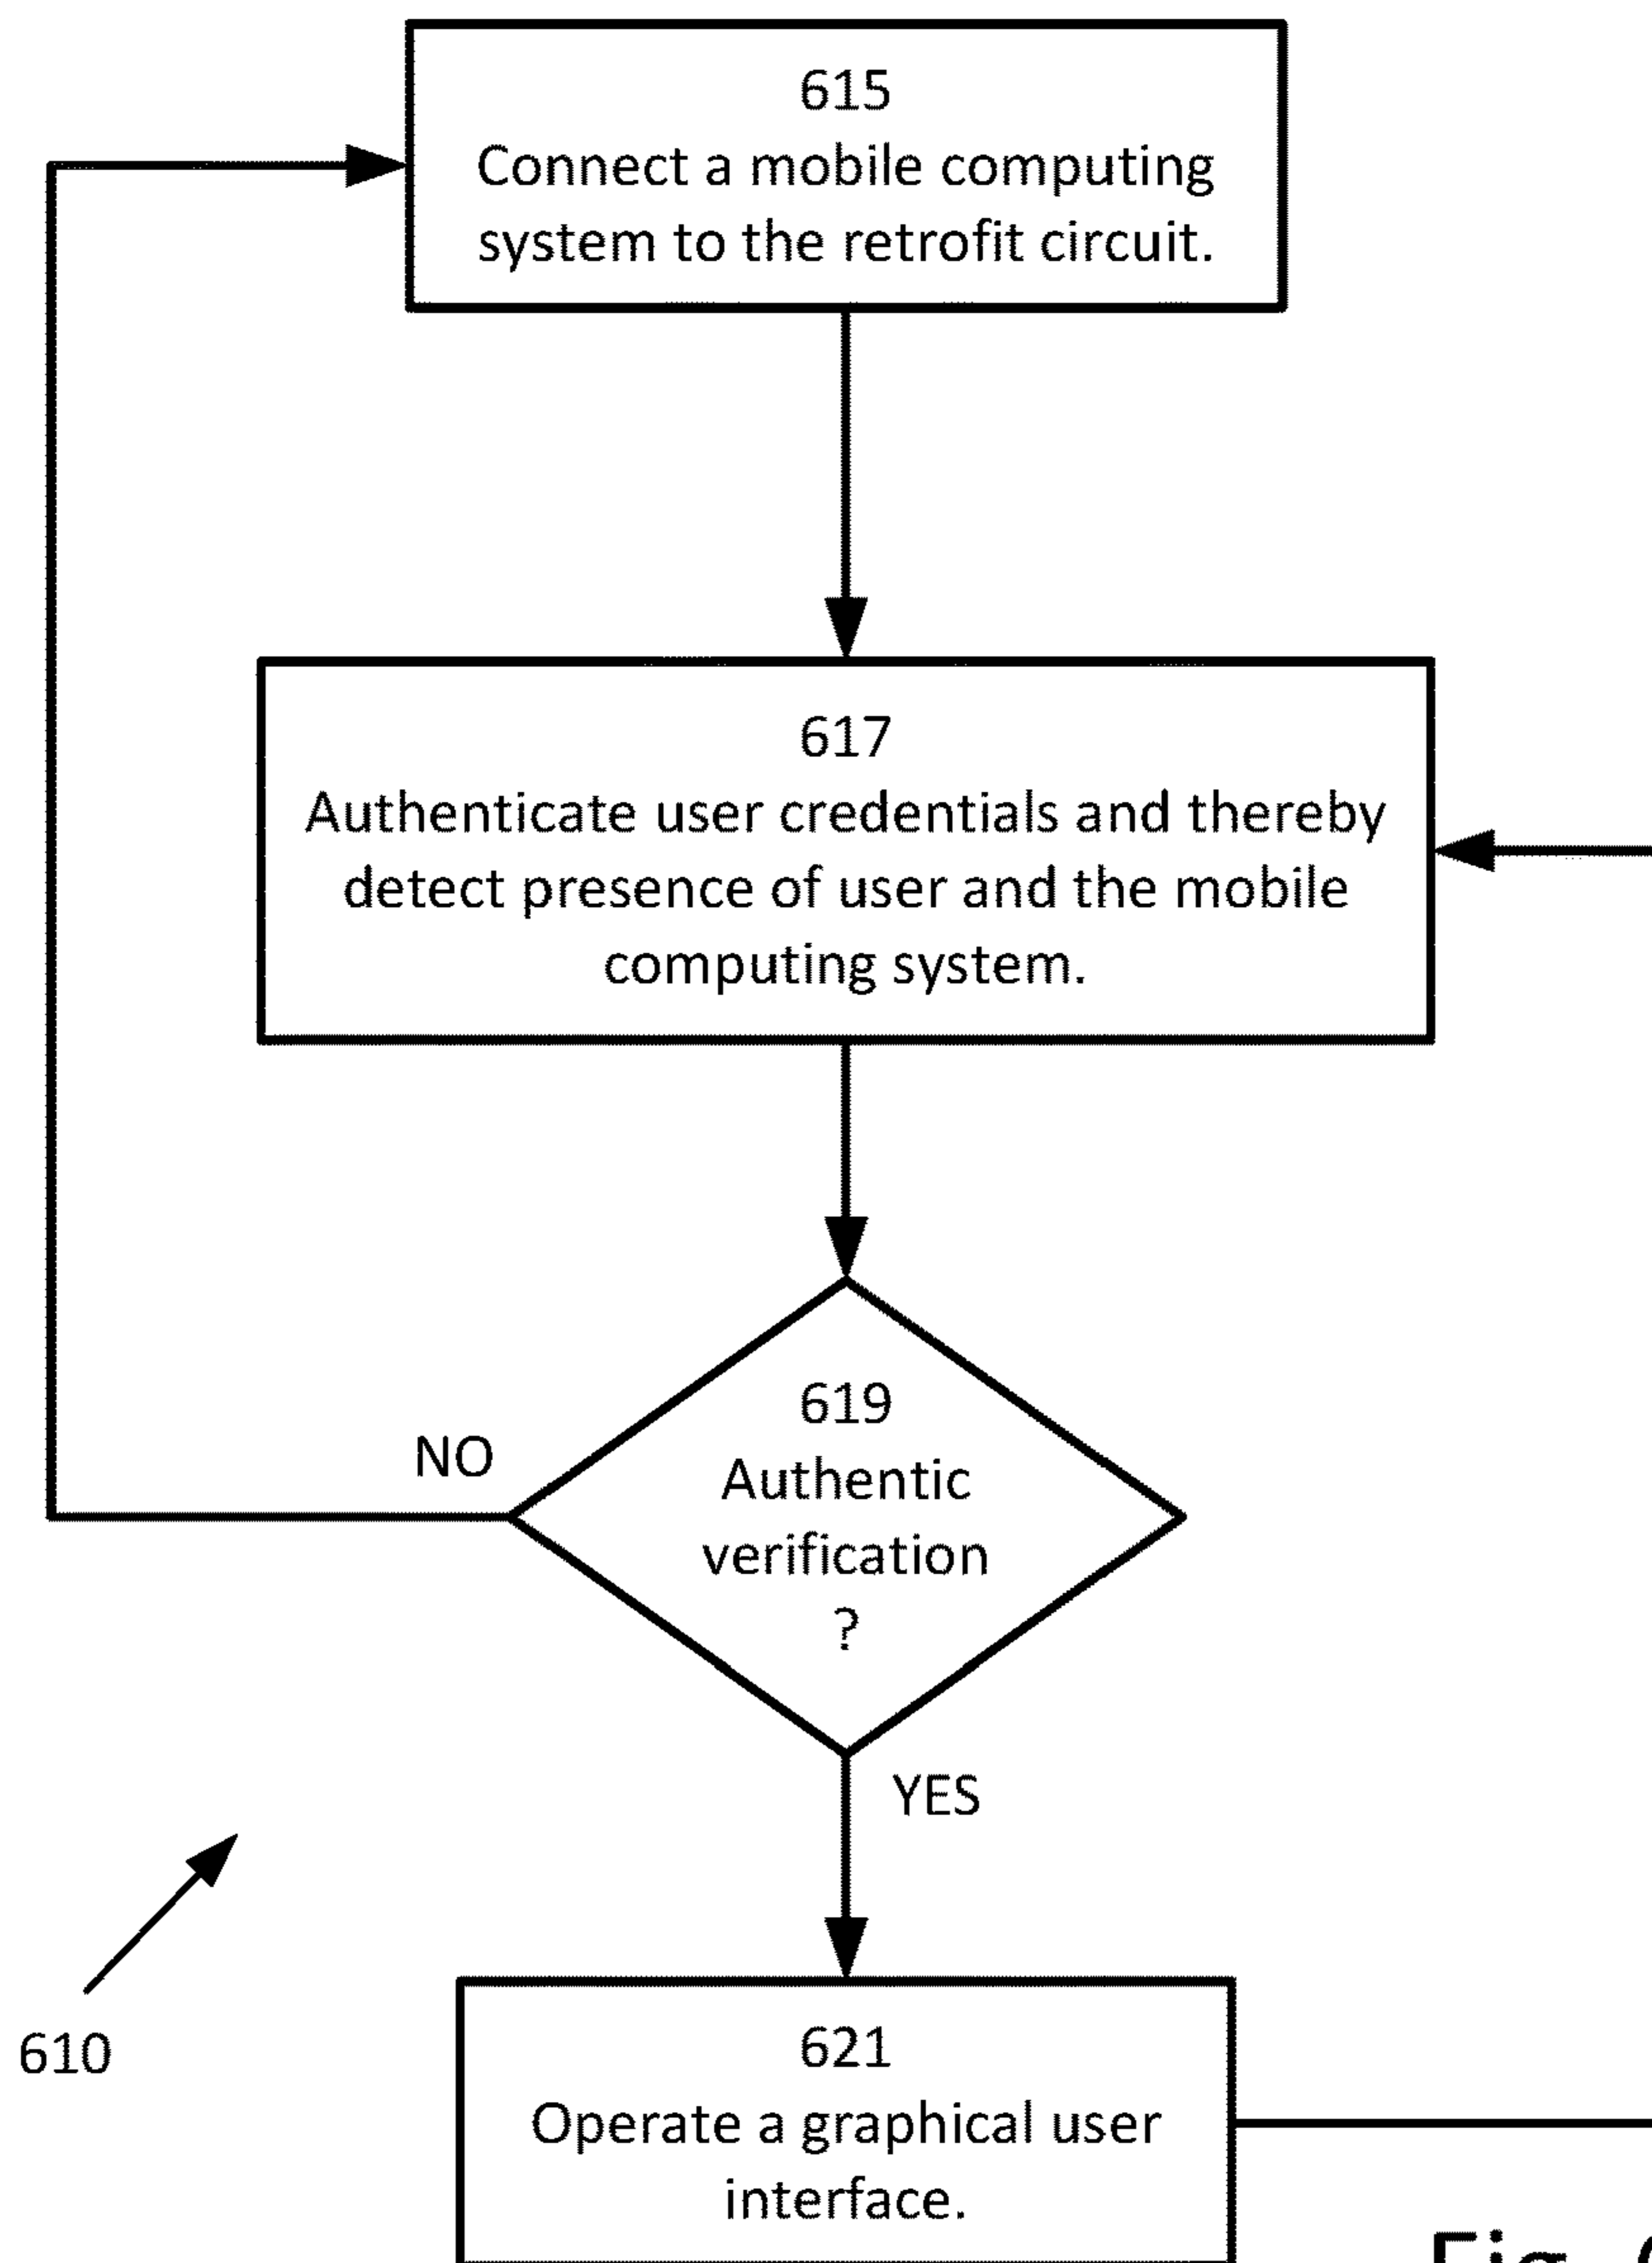 615
Connect a mobile computing
system to the retrofit circuit.
617
Authenticate user credentials and thereby
detect presence of user and the mobile
computing system.
619
Authentic
verification
?
NO
YES
610
621
Operate a graphical user
interface.
Fig.